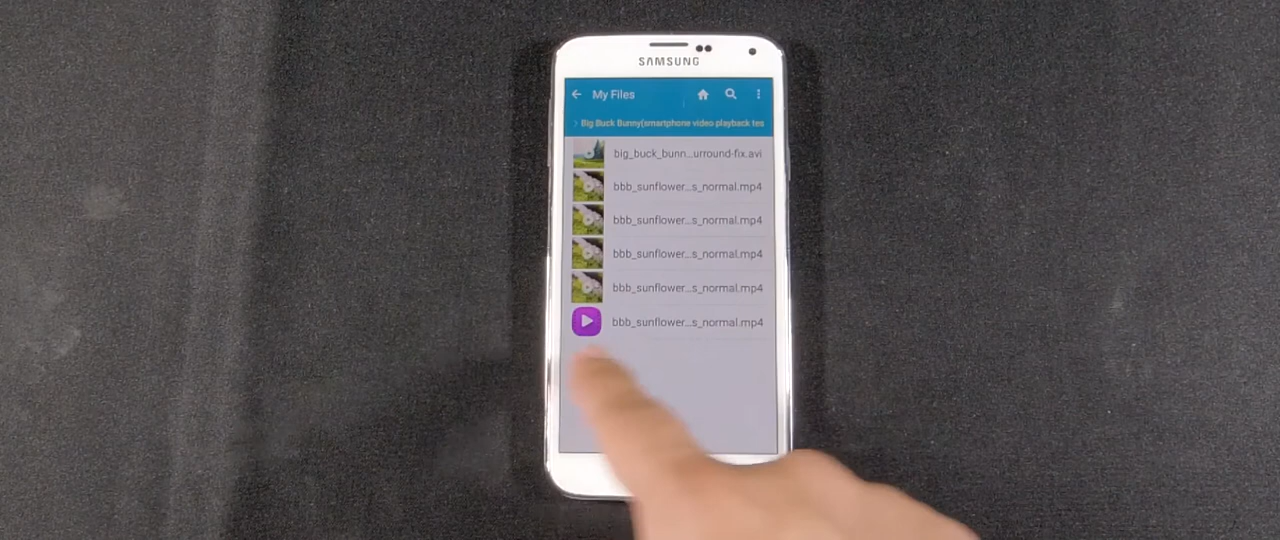 SAMSUNG
My Files
Big Buck Bunny(smartphone video playback tes
big_buck_bunn...urround-fix.avi
bbb_sunflower...s_normal.mp4
bbb_sunflower...s_normal.mp4
bbb_sunflower...s_normal.mp4
bbb_sunflower...s_normal.mp4
bbb_sunflower...s_normal.mp4